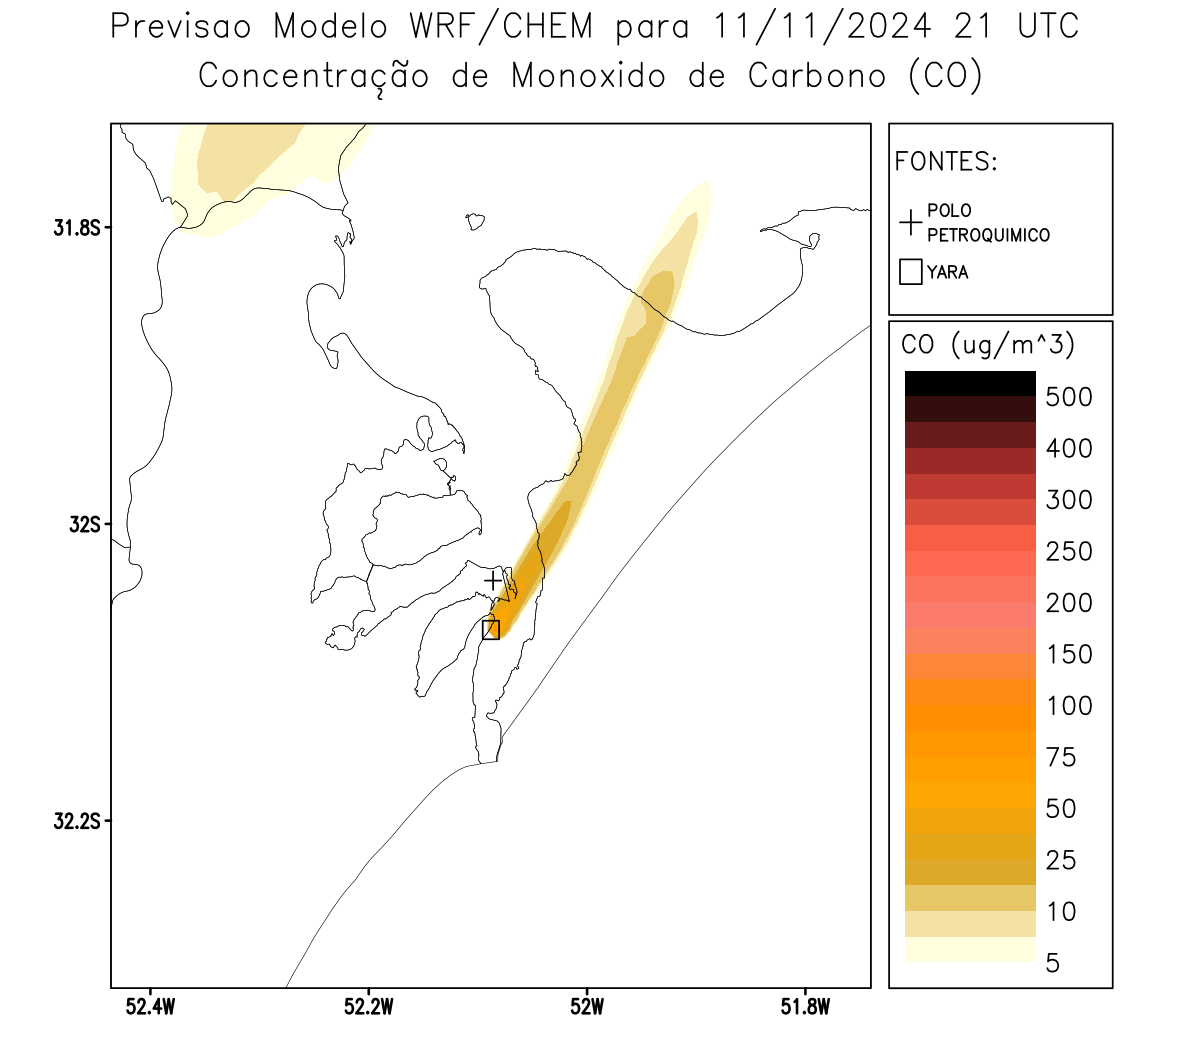 Previsao Modelo WRF/CHEM para 11/11/2024 21 UTC
Concentração de Monoxido de Carbono (CO)
FONTES:
POLO
PETROQUIMICO
YARA
CO (ug/m^3)
500
400
300
250
200
150
100
75
50
25
10
5
31.8S
32S
32.2S
52.4W
52.2W
52W
51.8W